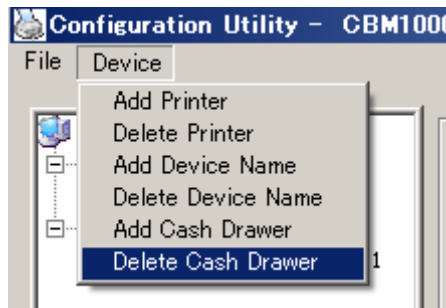 Configuration Utility - CBM100
File Device
Add Printer
Delete Printer
Add Device Name
Delete Device Name
Add Cash Drawer
Delete Cash Drawer
1